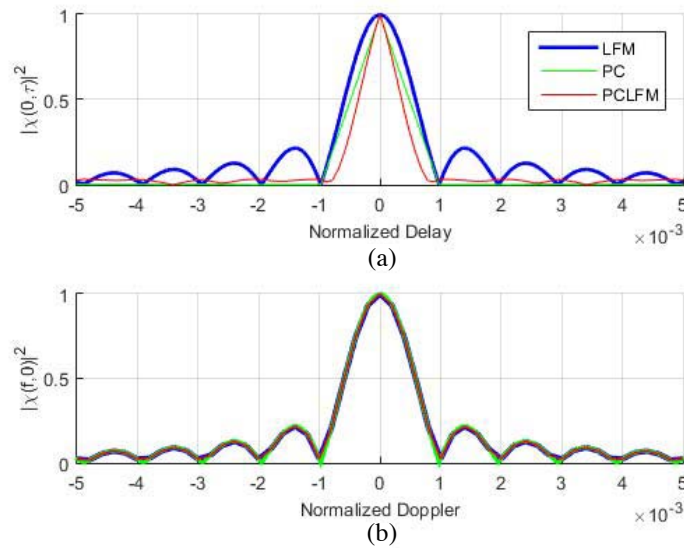 1
0.5
0
|χ(0,τ)|²
LFM
PC
PCLFM
-5 -4 -3 -2 -1 0 1 2 3 4 5
Normalized Delay
×10⁻³
(a)
1
0.5
0
|χ(f,0)|²
-5 -4 -3 -2 -1 0 1 2 3 4 5
Normalized Doppler
×10⁻³
(b)